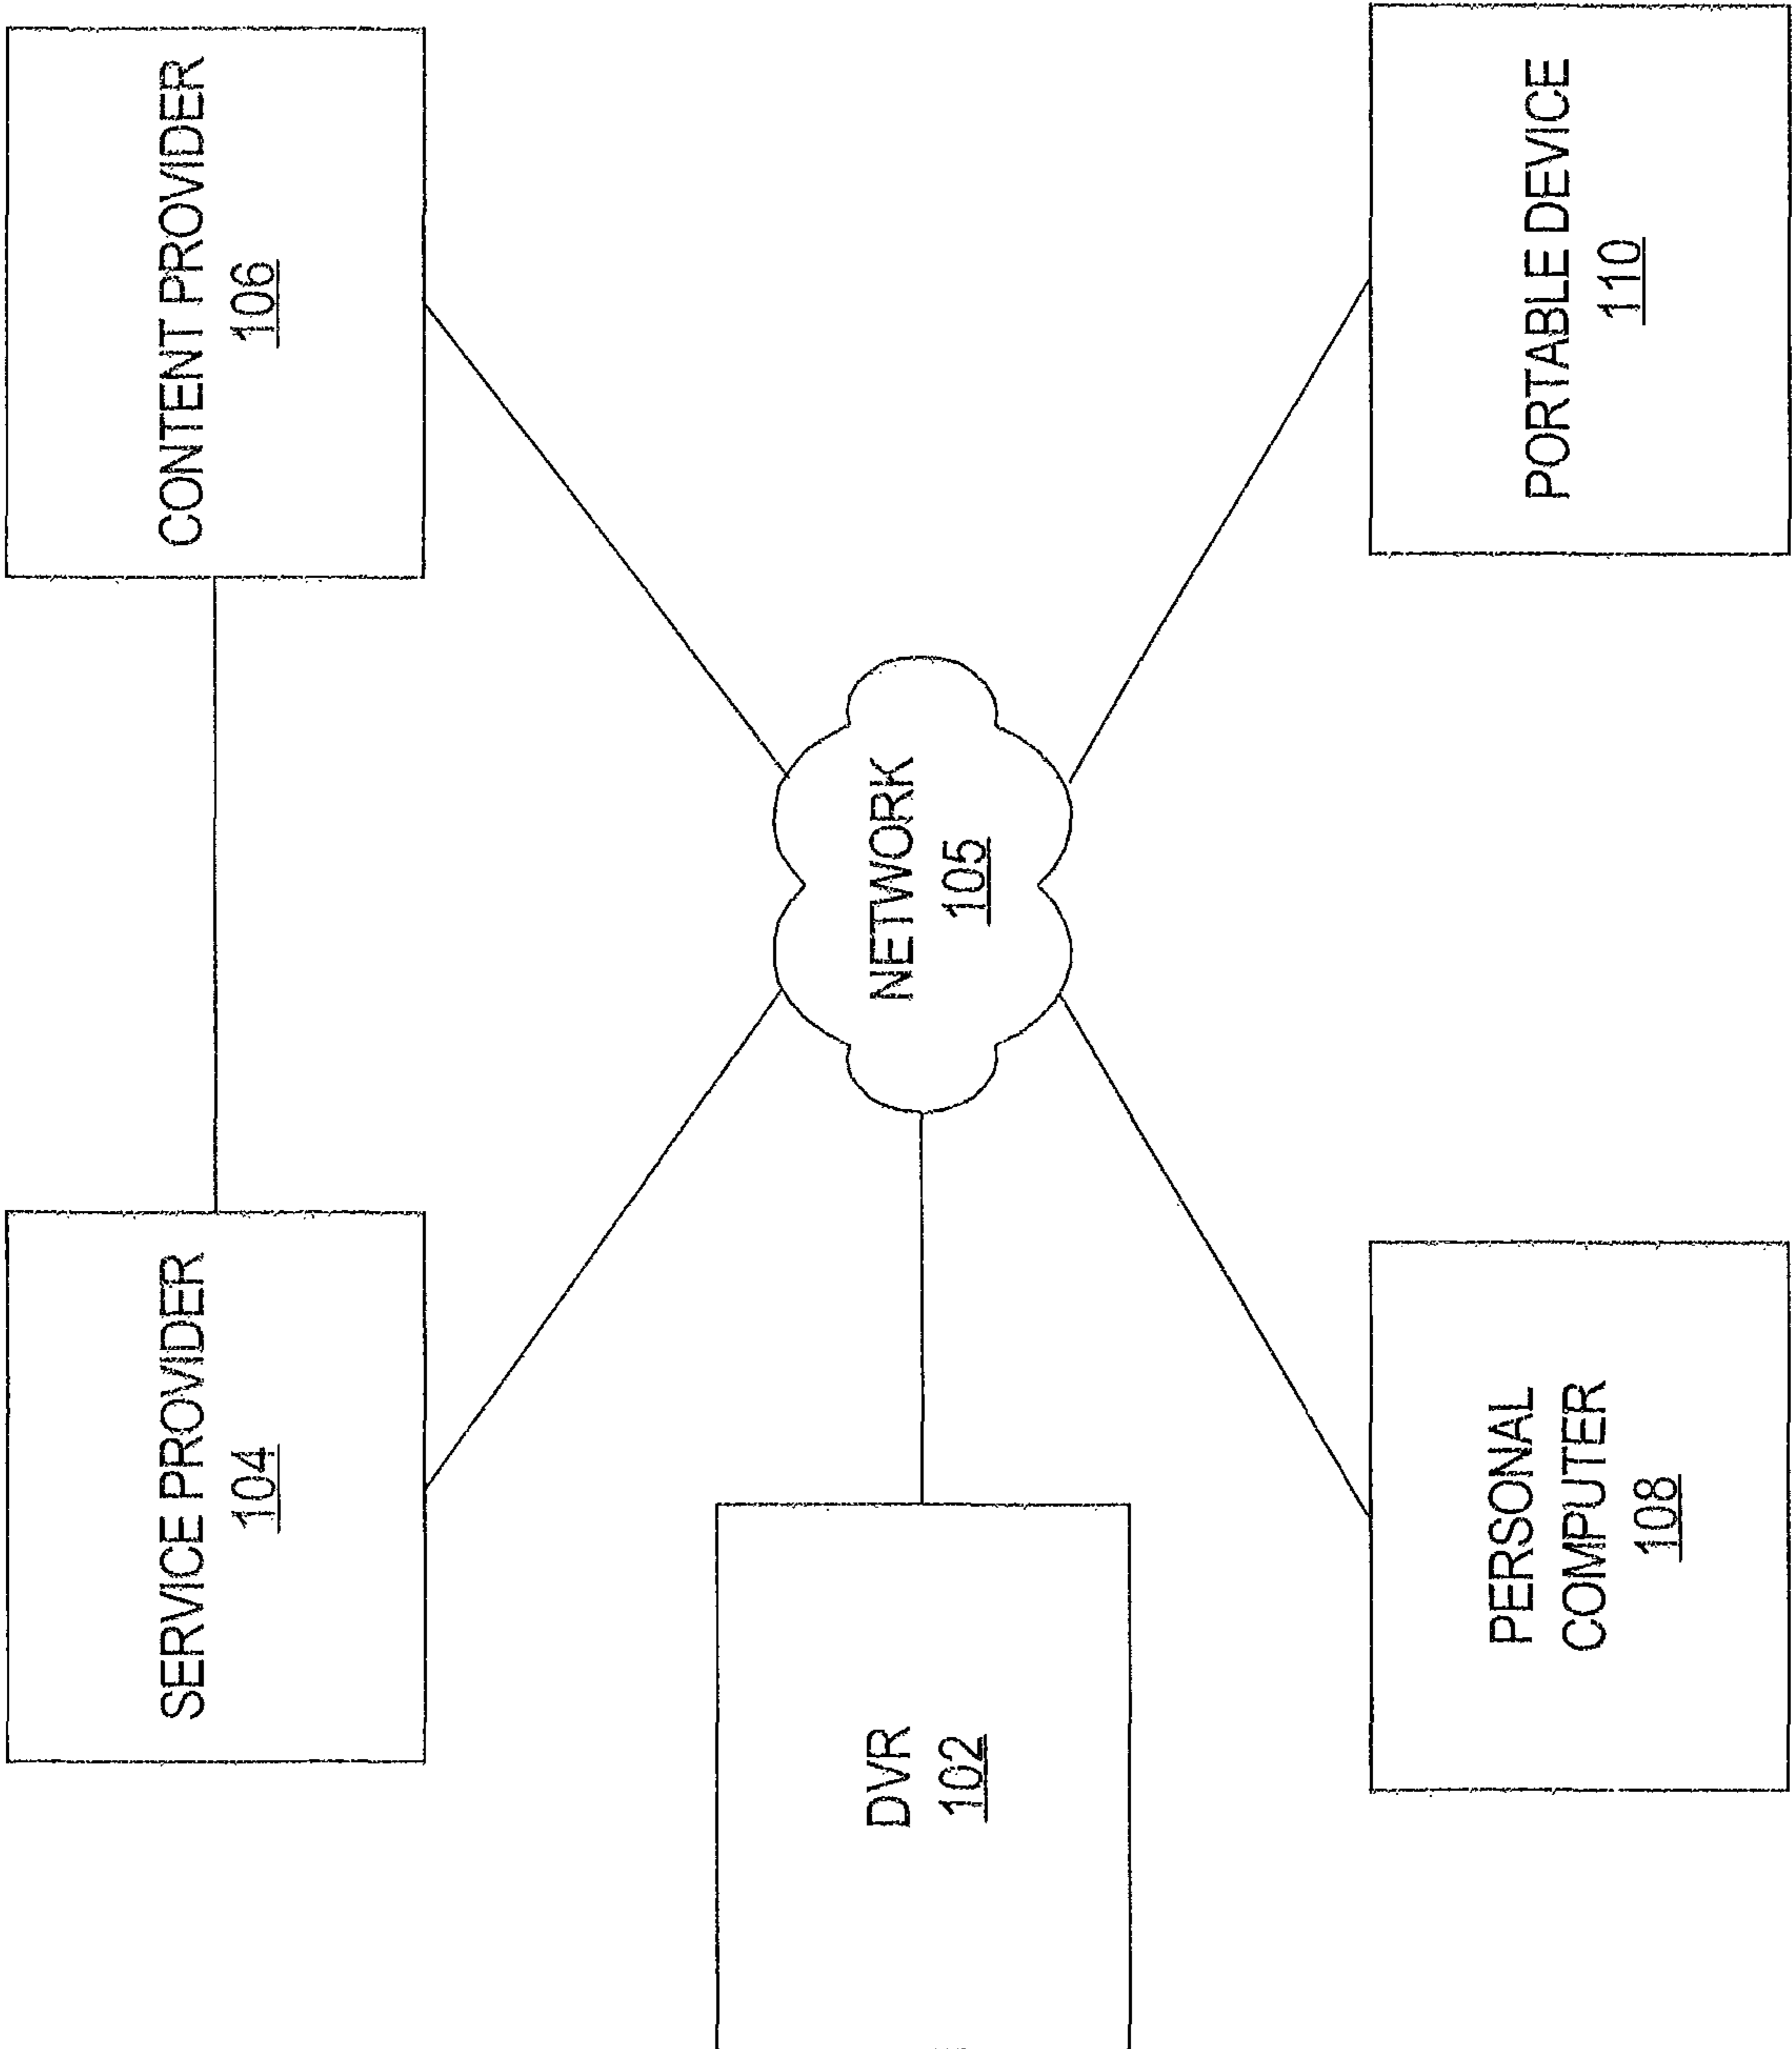 SERVICE PROVIDER
104
CONTENT PROVIDER
106
DVR
102
NETWORK
105
PERSONAL
COMPUTER
108
PORTABLE DEVICE
110